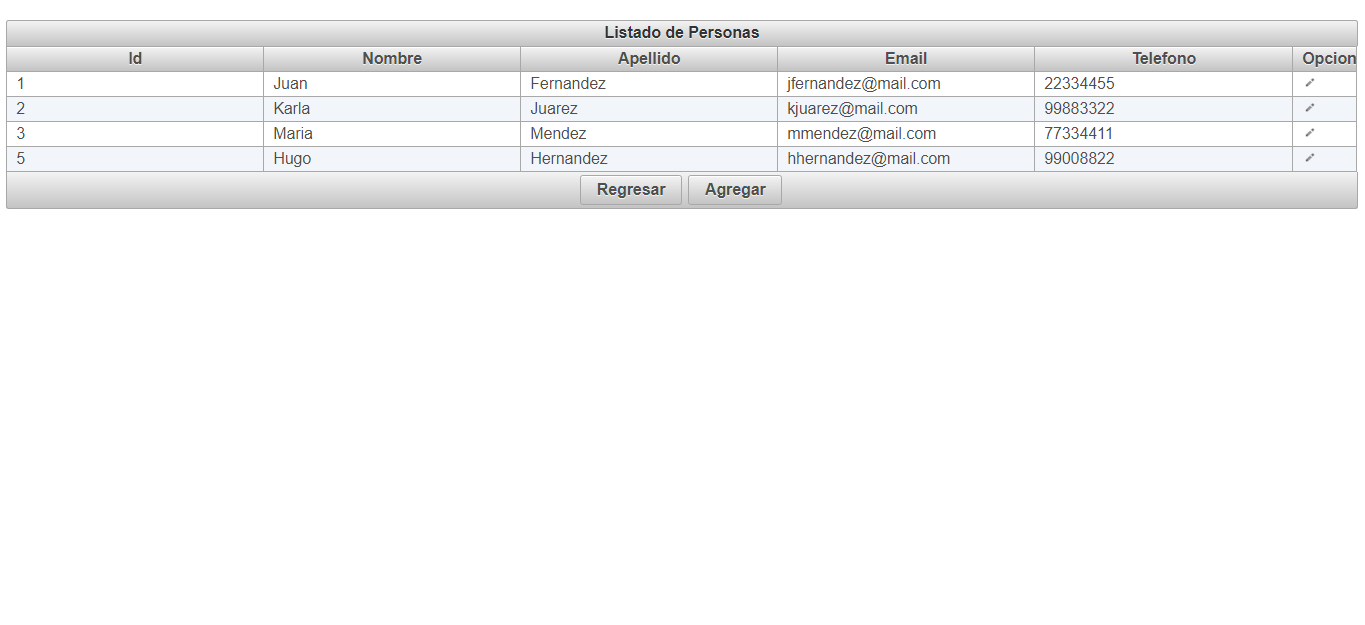 Listado de Personas
Id Nombre Apellido Email Telefono Opcion
1 Juan Fernandez jfernandez@mail.com 22334455
2 Karla Juarez kjuarez@mail.com 99883322
3 Maria Mendez mmendez@mail.com 77334411
5 Hugo Hernandez hhernandez@mail.com 99008822
Regresar Agregar